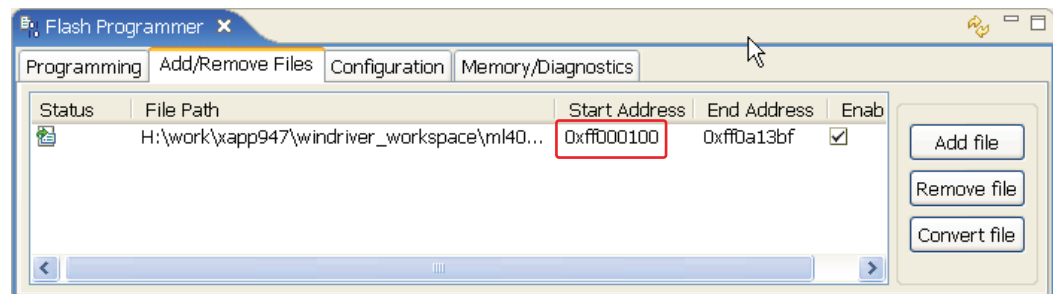 Flash Programmer
Programming Add/Remove Files Configuration Memory/Diagnostics
Status File Path Start Address End Address Enab
H:\work\xapp947\windriver_workspace\ml40... 0xff000100 0xff0a13bf
Add file
Remove file
Convert file